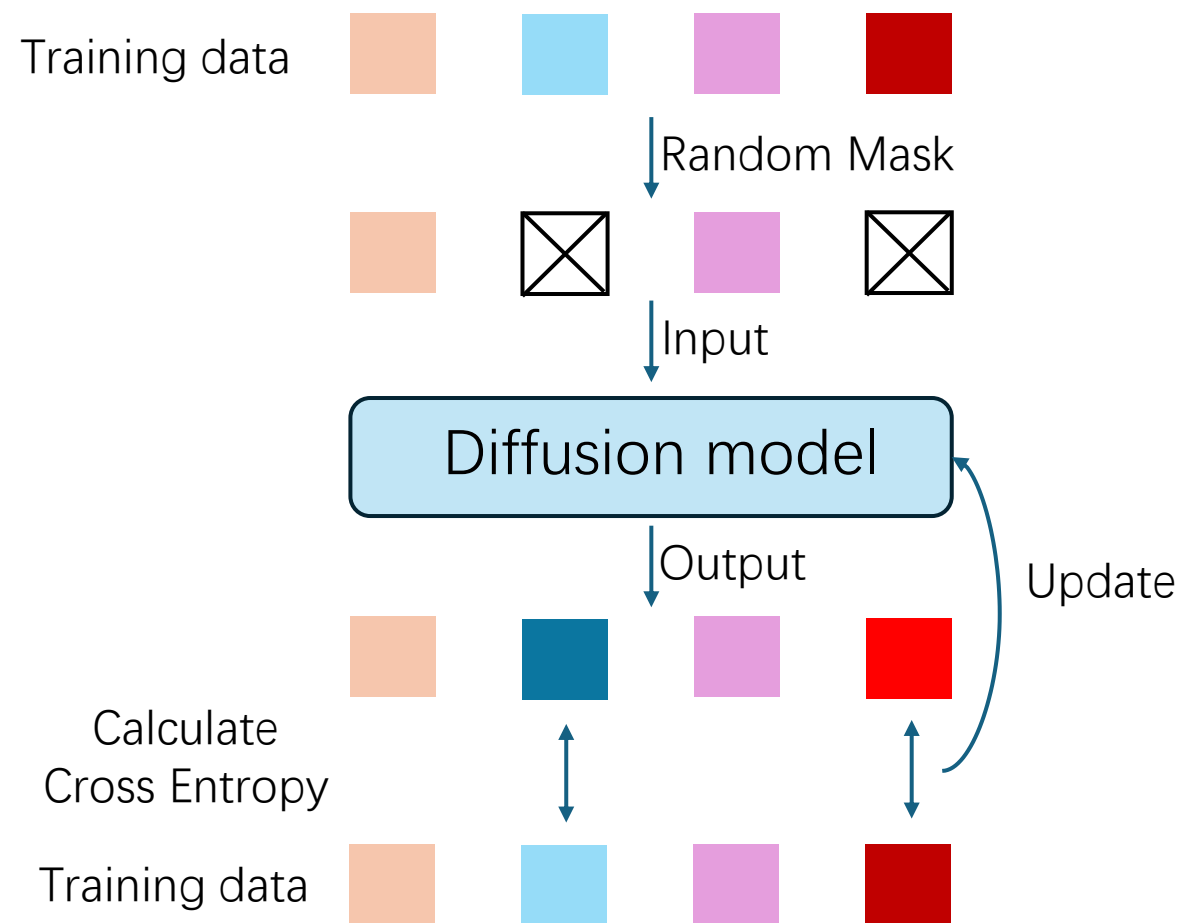 Training data
Random Mask
Input
Diffusion model
Output
Update
Calculate
Cross Entropy
Training data